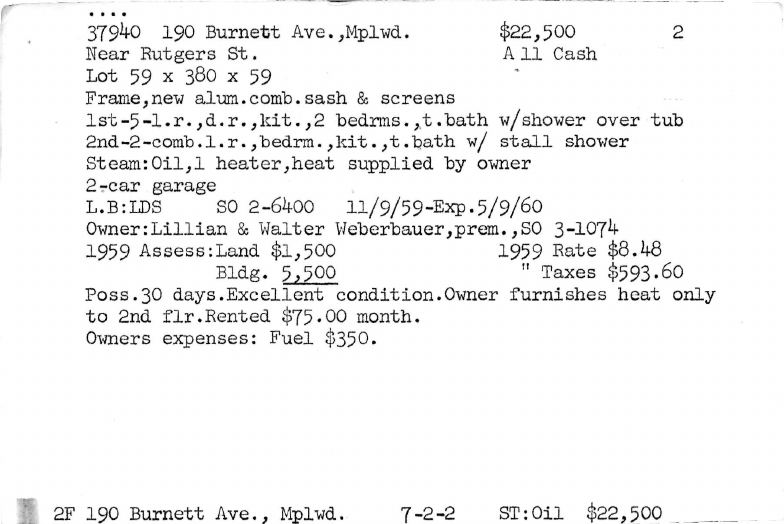 ....
37940 190 Burnett Ave.,Mplwd. $22,500 2
Near Rutgers St. All Cash
Lot 59 x 380 x 59
Frame,new alum.comb.sash & screens
1st-5-l.r.,d.r.,kit.,2 bedrms.,t.bath w/shower over tub
2nd-2-comb.l.r.,bedrm.,kit.,t.bath w/ stall shower
Steam:Oil,1 heater,heat supplied by owner
2-car garage
L.B:LDS SO 2-6400 11/9/59-Exp.5/9/60
Owner:Lillian & Walter Weberbauer,prem.,SO 3-1074
1959 Assess:Land $1,500 1959 Rate $8.48
Bldg. 5,500 " Taxes $593.60
Poss.30 days.Excellent condition.Owner furnishes heat only
to 2nd flr.Rented $75.00 month.
Owners expenses: Fuel $350.
2F 190 Burnett Ave., Mplwd. 7-2-2 ST:Oil $22,500